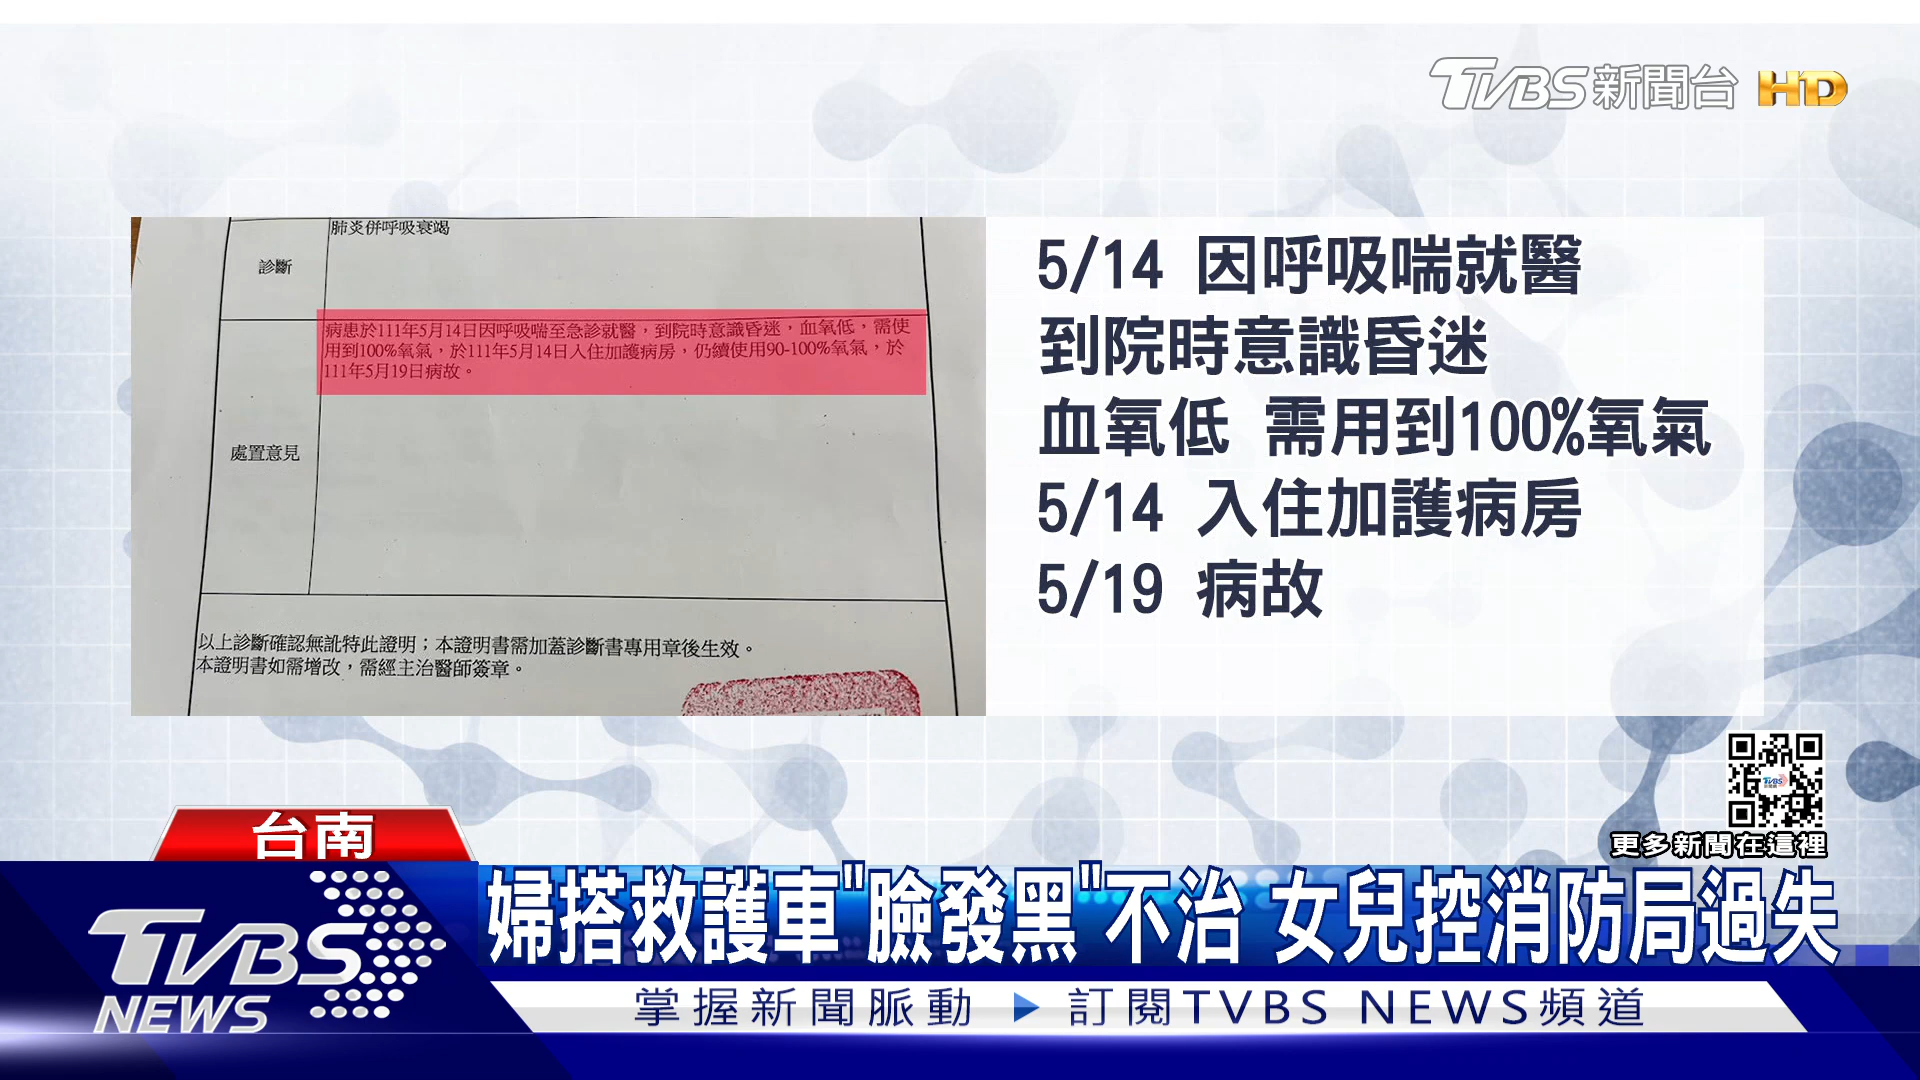 TVBS新聞台 HD
肺炎併呼吸衰竭
診斷
病患於111年5月14日因呼吸喘至急診就醫，到院時意識昏迷，血氧低，需使
用到100%氧氣，於111年5月14日入住加護病房，仍續使用90-100%氧氣，於
111年5月19日病故。
處置意見
以上診斷確認無訛特此證明；本證明書需加蓋診斷書專用章後生效。
本證明書如需增改，需經主治醫師簽章。
5/14 因呼吸喘就醫
到院時意識昏迷
血氧低 需用到100%氧氣
5/14 入住加護病房
5/19 病故
TVBS
更多新聞在這裡
台南
婦搭救護車"臉發黑"不治 女兒控消防局過失
TVBS
NEWS
掌握新聞脈動 ▶ 訂閱TVBS NEWS頻道